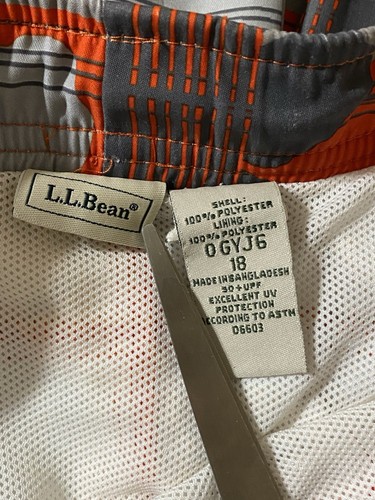 L.L.Bean®
SHELL:
100% POLYESTER
LINING:
100% POLYESTER
0GYJ6
18
MADE IN BANGLADESH
50+UPF
EXCELLENT UV
PROTECTION
ACCORDING TO ASTM
D6603